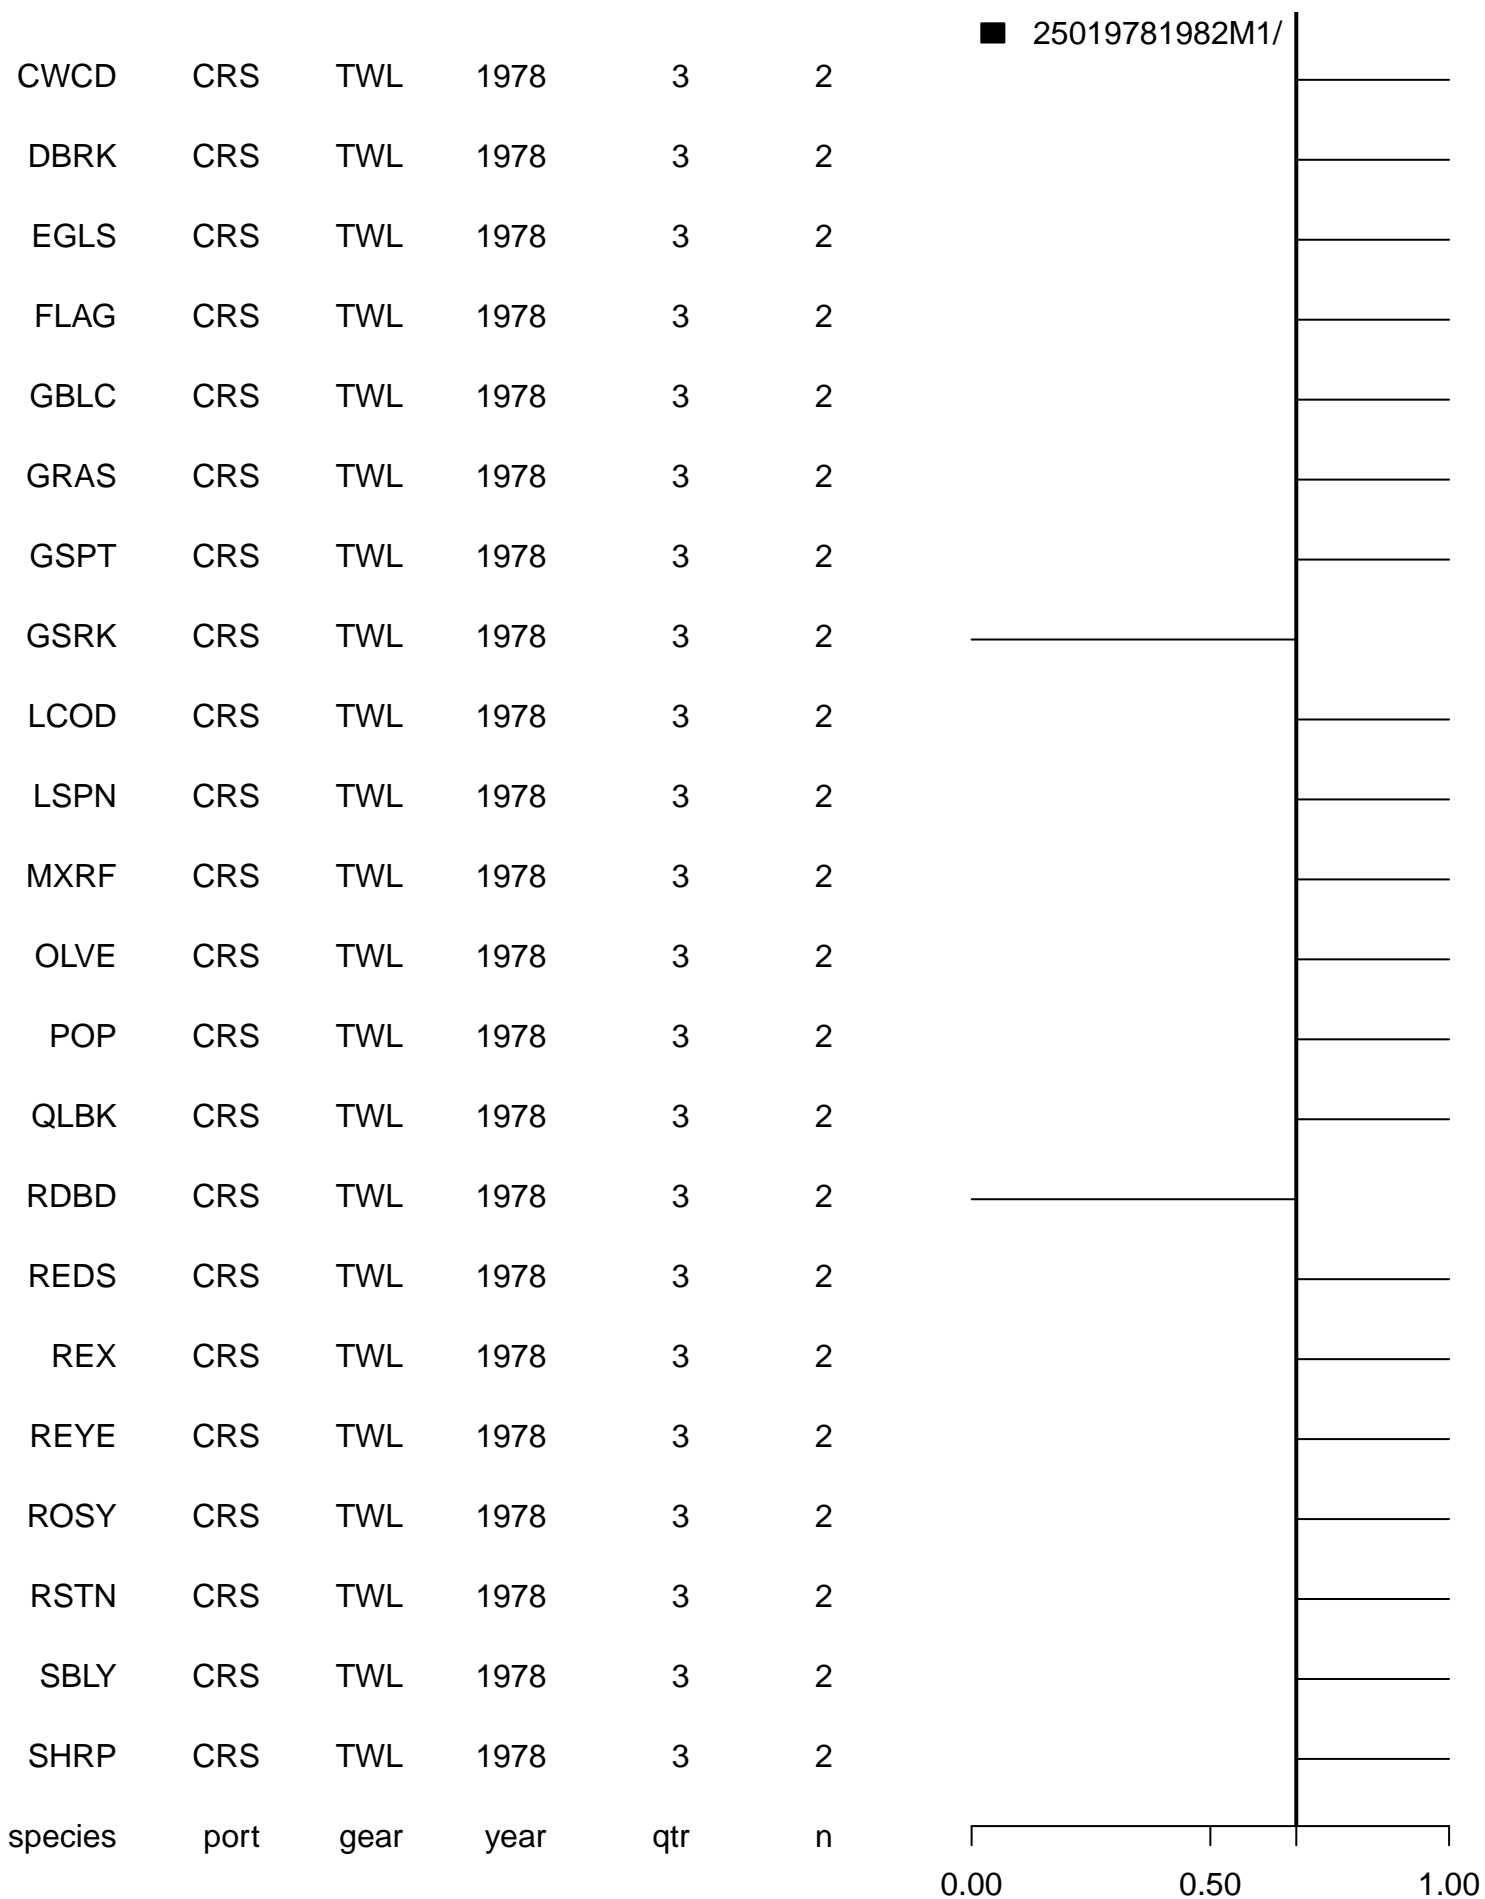 25019781982M1/
CWCD CRS TWL 1978 3 2
DBRK CRS TWL 1978 3 2
EGLS CRS TWL 1978 3 2
FLAG CRS TWL 1978 3 2
GBLC CRS TWL 1978 3 2
GRAS CRS TWL 1978 3 2
GSPT CRS TWL 1978 3 2
GSRK CRS TWL 1978 3 2
LCOD CRS TWL 1978 3 2
LSPN CRS TWL 1978 3 2
MXRF CRS TWL 1978 3 2
OLVE CRS TWL 1978 3 2
POP CRS TWL 1978 3 2
QLBK CRS TWL 1978 3 2
RDBD CRS TWL 1978 3 2
REDS CRS TWL 1978 3 2
REX CRS TWL 1978 3 2
REYE CRS TWL 1978 3 2
ROSY CRS TWL 1978 3 2
RSTN CRS TWL 1978 3 2
SBLY CRS TWL 1978 3 2
SHRP CRS TWL 1978 3 2
species port gear year qtr n
0.00 0.50 1.00